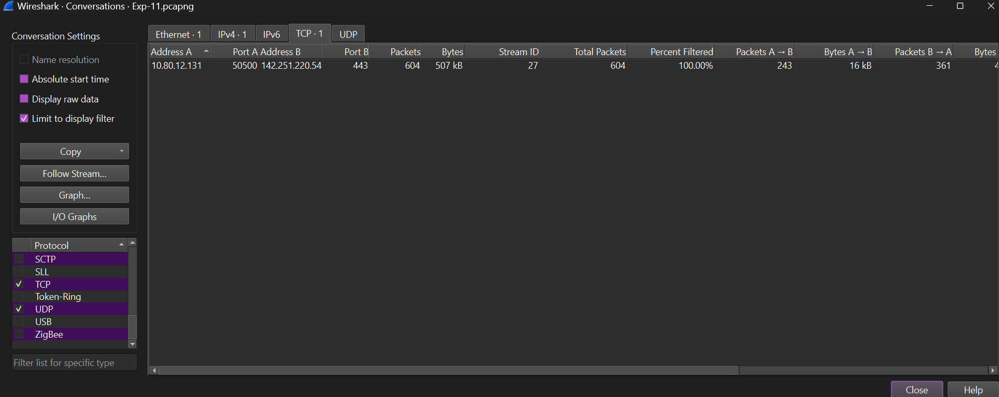 Wireshark · Conversations · Exp-11.pcapng
Conversation Settings
Name resolution
Absolute start time
Display raw data
Limit to display filter
Copy
Follow Stream...
Graph...
I/O Graphs
Protocol
SCTP
SLL
TCP
Token-Ring
UDP
USB
ZigBee
Filter list for specific type
Ethernet · 1 IPv4 · 1 IPv6 TCP · 1 UDP
Address A Port A Address B Port B Packets Bytes Stream ID Total Packets Percent Filtered Packets A → B Bytes A → B Packets B → A Bytes
10.80.12.131 50500 142.251.220.54 443 604 507 kB 27 604 100.00% 243 16 kB 361
Close Help